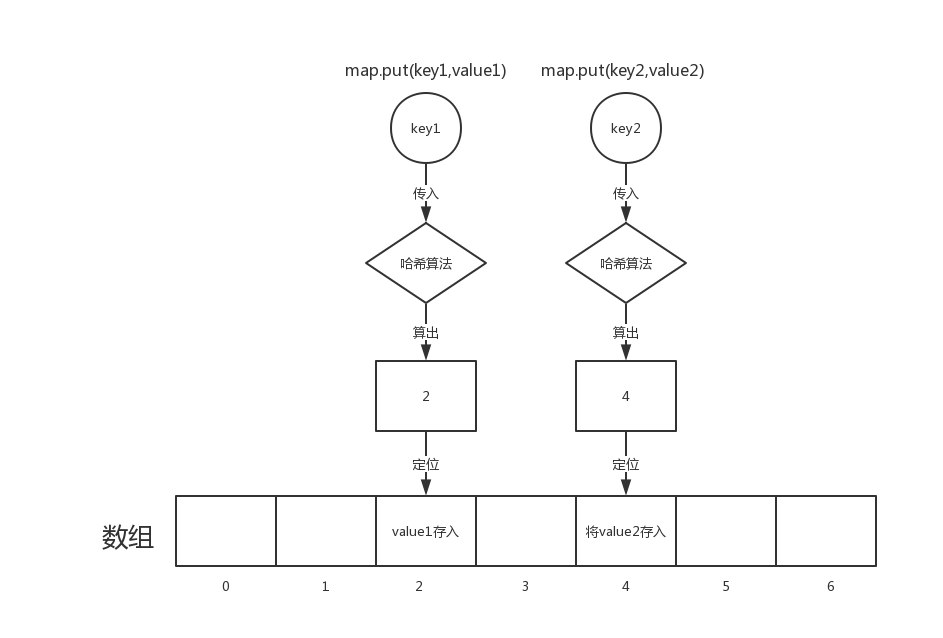 map.put(key1,value1)
map.put(key2,value2)
key1
key2
传入
传入
哈希算法
哈希算法
算出
算出
2
4
定位
定位
数组
value1存入
将value2存入
0
1
2
3
4
5
6